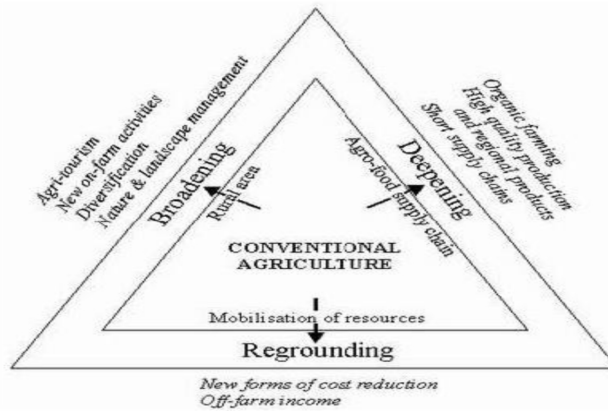 Agri-tourism
New on-farm activities
Diversification
Nature & landscape management
Broadening
Rural area
Organic farming
High quality production
and regional products
Short supply chains
Deepening
Agro-food supply chain
CONVENTIONAL
AGRICULTURE
Mobilisation of resources
Regrounding
New forms of cost reduction
Off-farm income